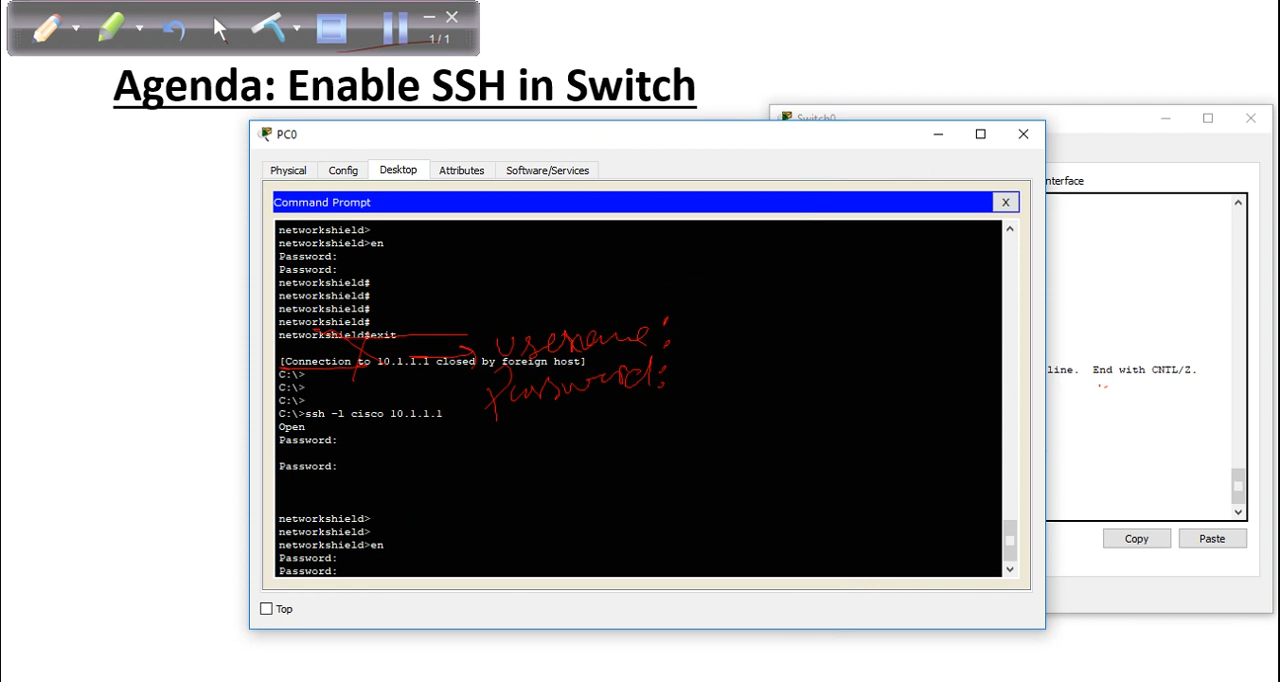 1/1
Agenda: Enable SSH in Switch
Switch0
PC0
Physical
Config
Desktop
Attributes
Software/Services
nterface
Command Prompt
X
networkshield>
networkshield>en
Password:
Password:
networkshield#
networkshield#
networkshield#
networkshield#
networkshield#exit
username:
[Connection to 10.1.1.1 closed by foreign host]
Password:
C:\>
C:\>
C:\>
C:\>ssh -l cisco 10.1.1.1
Open
Password:
Password:
networkshield>
networkshield>
networkshield>en
Password:
Password:
line. End with CNTL/Z.
Copy
Paste
Top